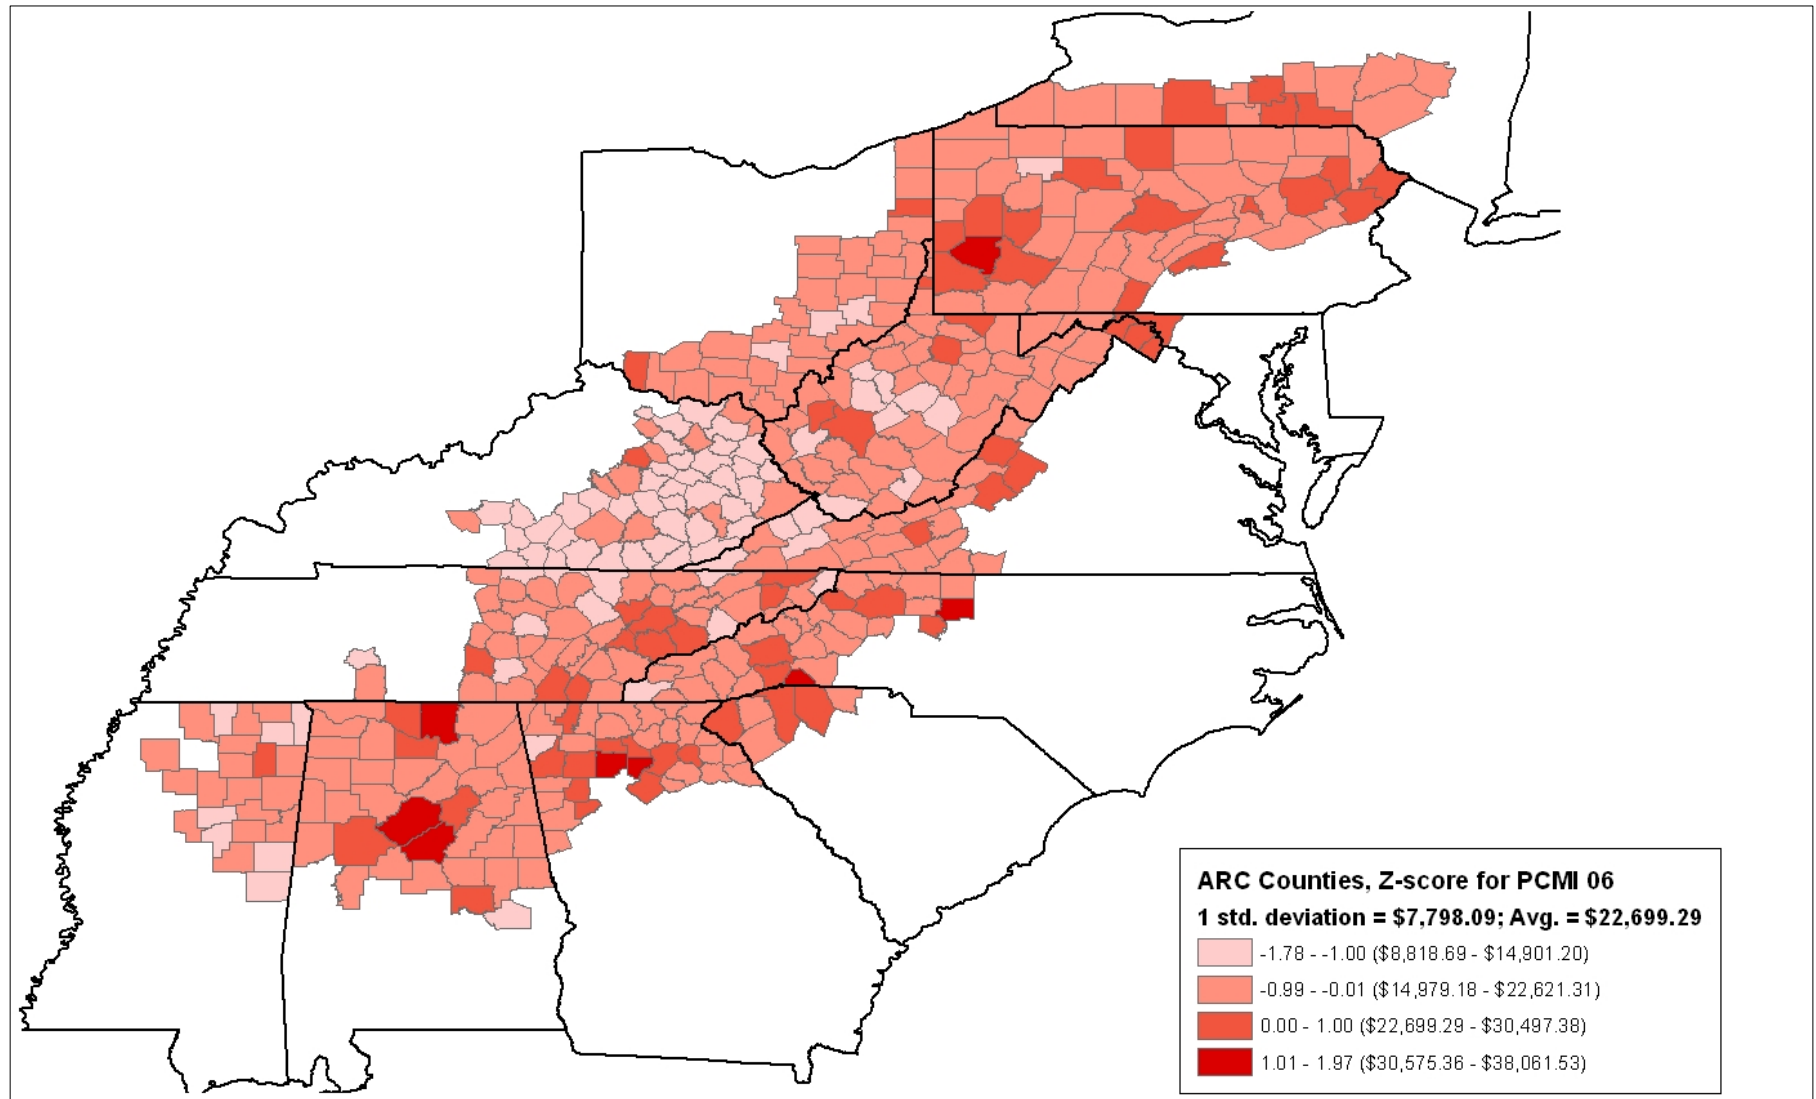 ARC Counties, Z-score for PCMI 06
1 std. deviation = $7,798.09; Avg. = $22,699.29
-1.78 - -1.00 ($8,818.69 - $14,901.20)
-0.99 - -0.01 ($14,979.18 - $22,621.31)
0.00 - 1.00 ($22,699.29 - $30,497.38)
1.01 - 1.97 ($30,575.36 - $38,061.53)